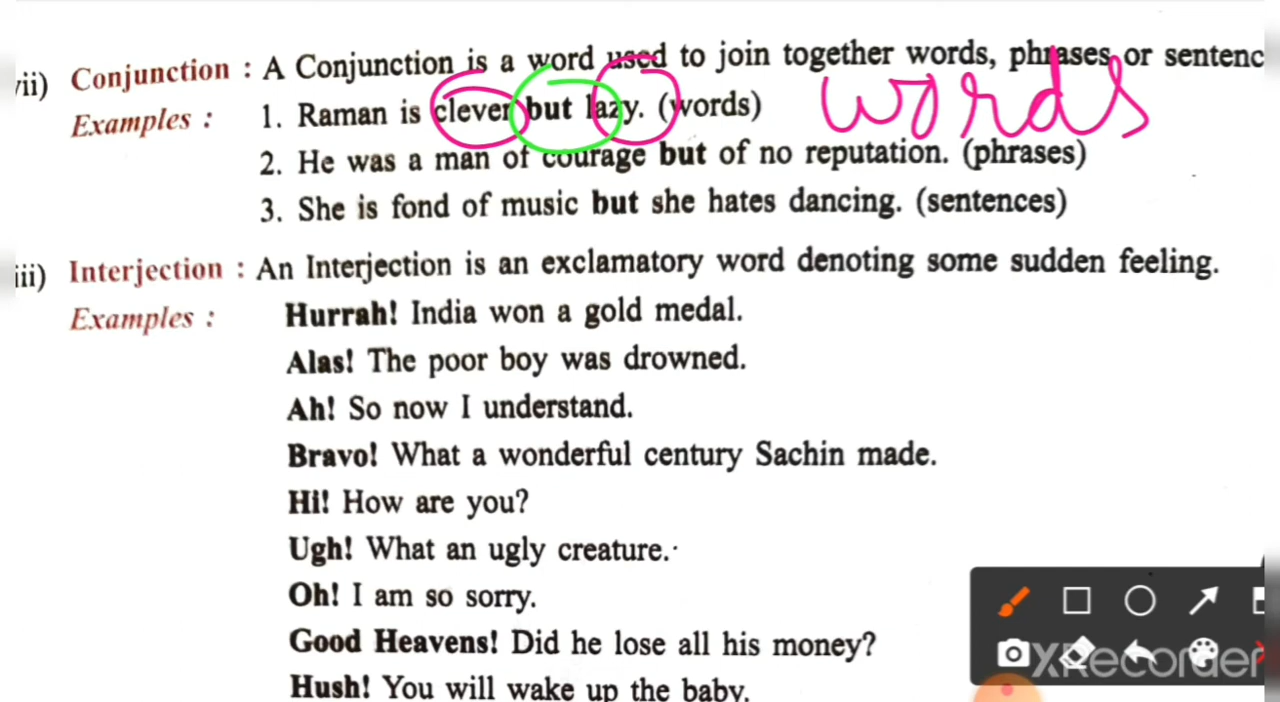 vii) Conjunction : A Conjunction is a word used to join together words, phrases or sentenc
words
Examples : 1. Raman is clever but lazy. (words)
2. He was a man of courage but of no reputation. (phrases)
3. She is fond of music but she hates dancing. (sentences)
iii) Interjection : An Interjection is an exclamatory word denoting some sudden feeling.
Examples : Hurrah! India won a gold medal.
Alas! The poor boy was drowned.
Ah! So now I understand.
Bravo! What a wonderful century Sachin made.
Hi! How are you?
Ugh! What an ugly creature.
Oh! I am so sorry.
Good Heavens! Did he lose all his money?
Hush! You will wake up the baby.
XRecorder